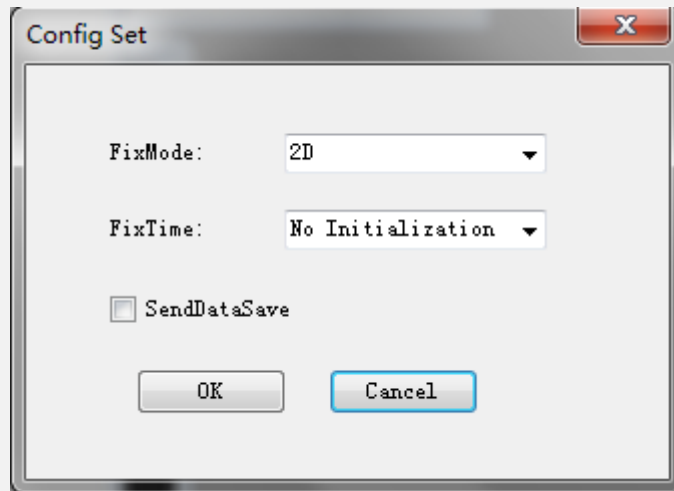 Config Set
FixMode: 2D
FixTime: No Initialization
SendDataSave
OK Cancel